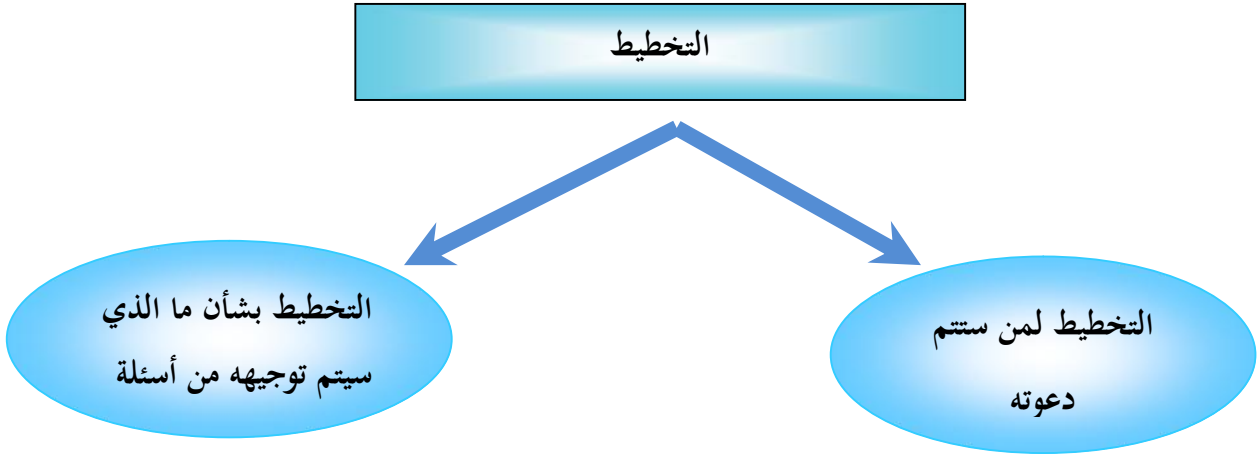 التخطيط
التخطيط لمن ستتم
دعوته
التخطيط بشأن ما الذي
سيتم توجيهه من أسئلة